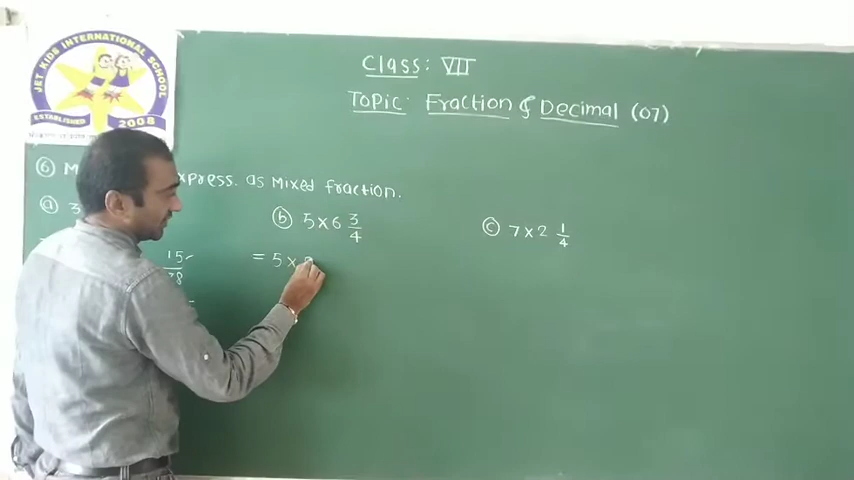 JET KIDS INTERNATIONAL SCHOOL
ESTABLISHED 2008
Class: VII
Topic: Fraction & Decimal (07)
⑥ M xpress. as Mixed fraction.
ⓐ 3
ⓑ 5 × 6 3/4
ⓒ 7 × 2 1/4
15
= 5 ×